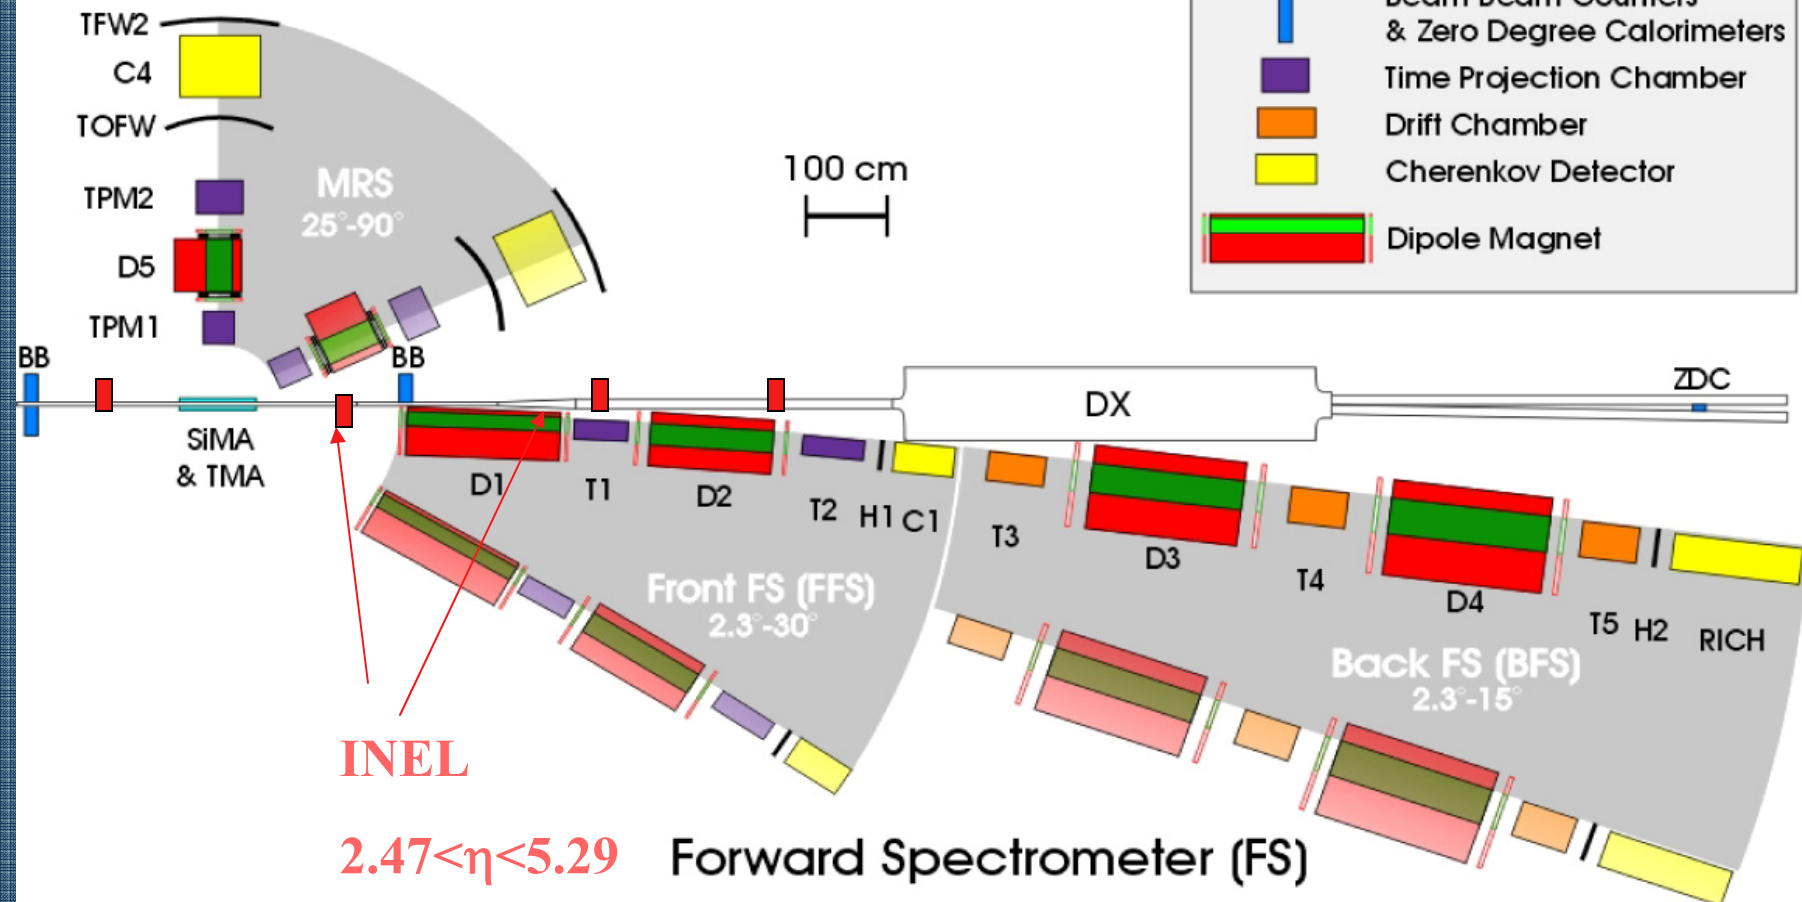 TFW2
C4
TOFW
TPM2
D5
TPM1
MRS
25°-90°
100 cm
Beam Beam Counters
& Zero Degree Calorimeters
Time Projection Chamber
Drift Chamber
Cherenkov Detector
Dipole Magnet
BB
BB
SiMA
& TMA
DX
ZDC
D1
T1
D2
T2
H1
C1
T3
D3
T4
D4
T5
H2
RICH
Front FS (FFS)
2.3°-30°
Back FS (BFS)
2.3°-15°
INEL
2.47<η<5.29
Forward Spectrometer (FS)